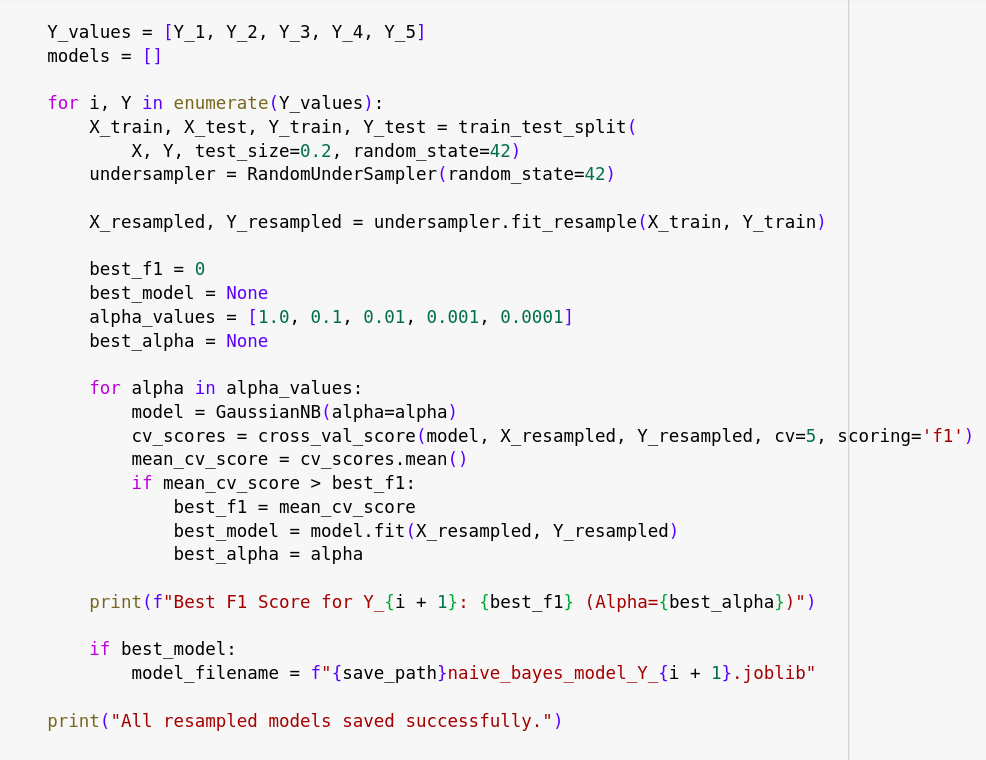 Y_values = [Y_1, Y_2, Y_3, Y_4, Y_5]
models = []

for i, Y in enumerate(Y_values):
    X_train, X_test, Y_train, Y_test = train_test_split(
        X, Y, test_size=0.2, random_state=42)
    undersampler = RandomUnderSampler(random_state=42)

    X_resampled, Y_resampled = undersampler.fit_resample(X_train, Y_train)

    best_f1 = 0
    best_model = None
    alpha_values = [1.0, 0.1, 0.01, 0.001, 0.0001]
    best_alpha = None

    for alpha in alpha_values:
        model = GaussianNB(alpha=alpha)
        cv_scores = cross_val_score(model, X_resampled, Y_resampled, cv=5, scoring='f1')
        mean_cv_score = cv_scores.mean()
        if mean_cv_score > best_f1:
            best_f1 = mean_cv_score
            best_model = model.fit(X_resampled, Y_resampled)
            best_alpha = alpha

    print(f"Best F1 Score for Y_{i + 1}: {best_f1} (Alpha={best_alpha})")

    if best_model:
        model_filename = f"{save_path}naive_bayes_model_Y_{i + 1}.joblib"

print("All resampled models saved successfully.")